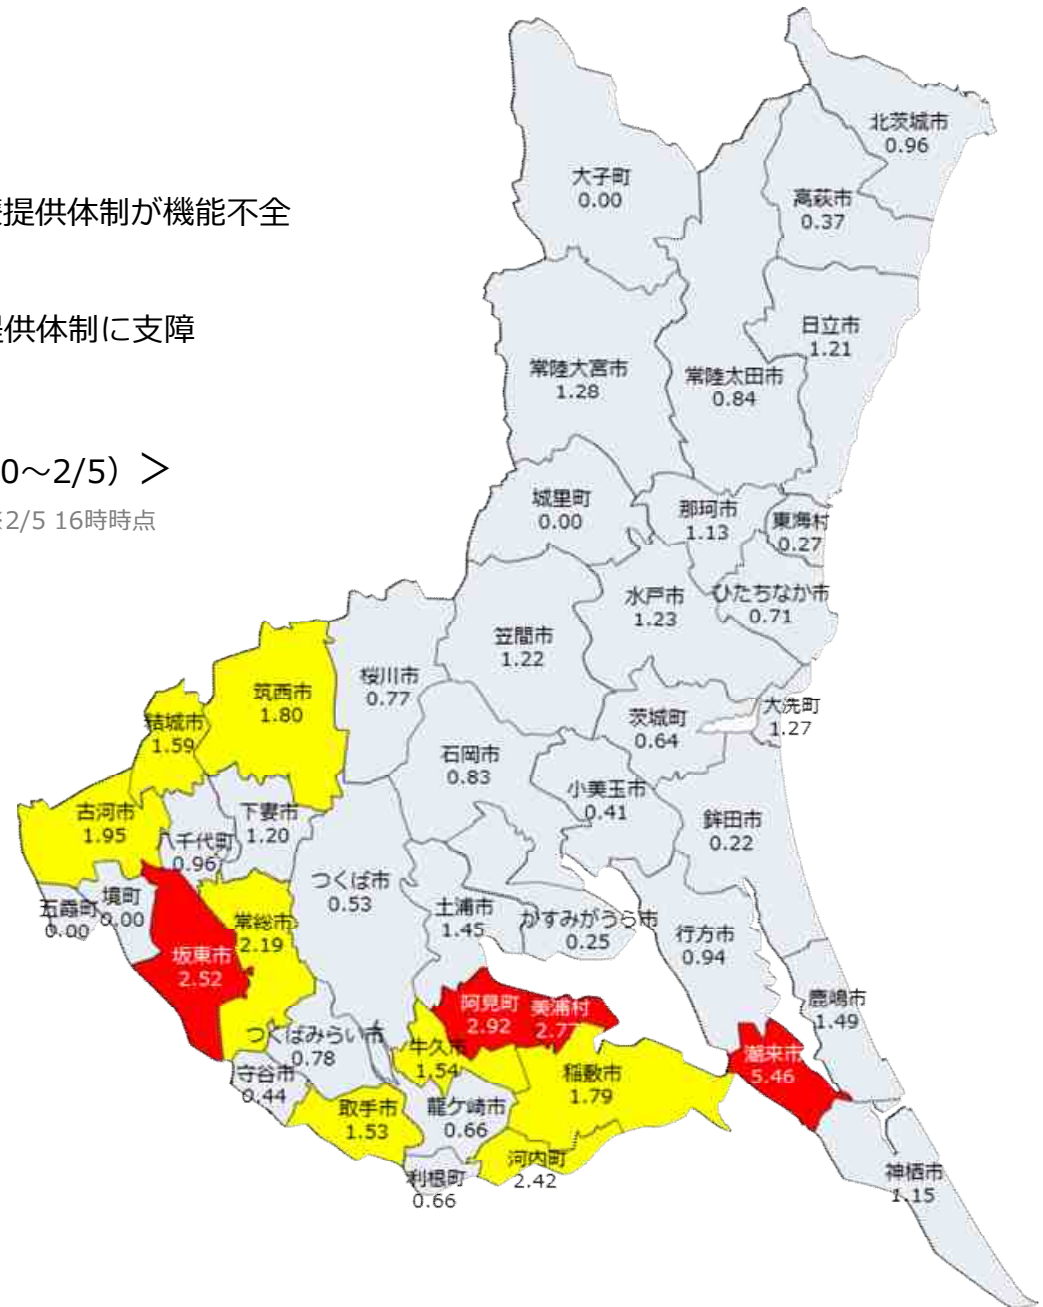 提供体制が機能不全
提供体制に支障
0～2/5）＞
2/5 16時時点
北茨城市
0.96
大子町
0.00
高萩市
0.37
日立市
1.21
常陸大宮市
1.28
常陸太田市
0.84
城里町
0.00
那珂市
1.13
東海村
0.27
水戸市
1.23
ひたちなか市
0.71
笠間市
1.22
桜川市
0.77
筑西市
1.80
結城市
1.59
茨城町
0.64
大洗町
1.27
石岡市
0.83
小美玉市
0.41
鉾田市
0.22
古河市
1.95
八千代町
0.96
下妻市
1.20
つくば市
0.53
五霞町
0.00
境町
0.00
坂東市
2.52
常総市
2.19
土浦市
1.45
かすみがうら市
0.25
行方市
0.94
鹿嶋市
1.49
阿見町
2.92
美浦村
2.77
つくばみらい市
0.78
牛久市
1.54
潮来市
5.46
守谷市
0.44
稲敷市
1.79
取手市
1.53
龍ケ崎市
0.66
河内町
2.42
利根町
0.66
神栖市
1.15